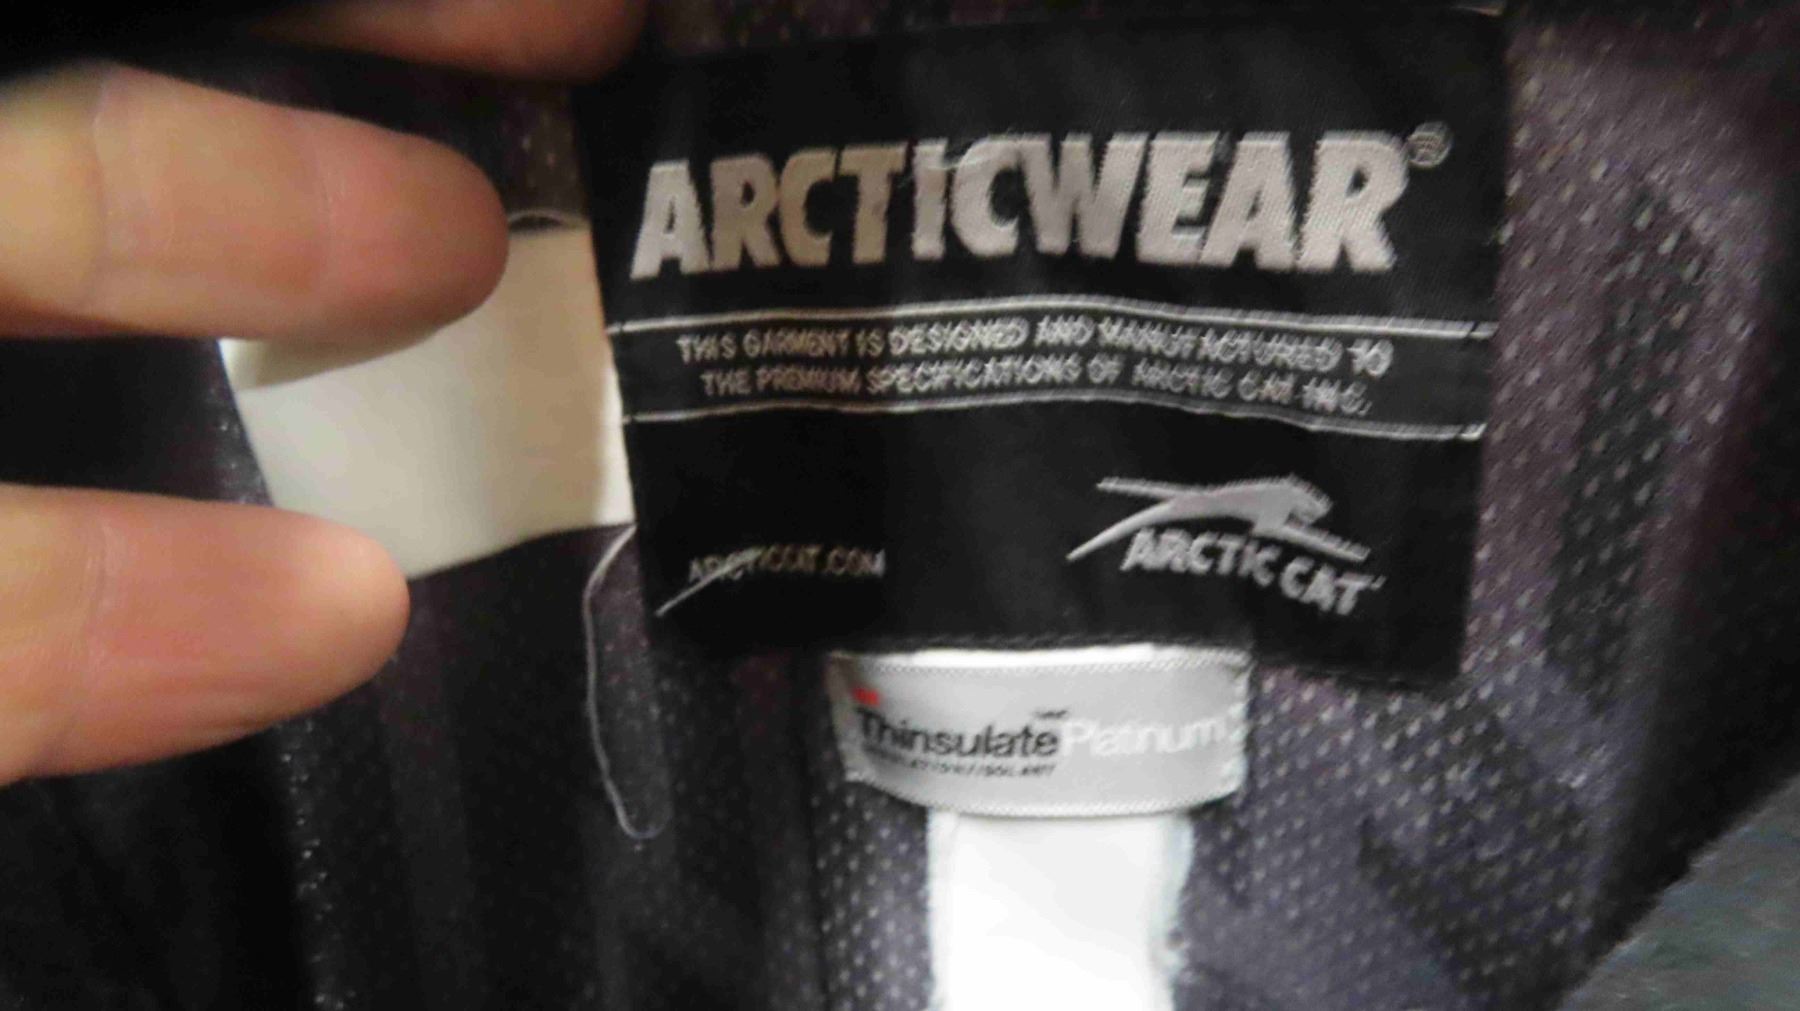 ARCTICWEAR®
THIS GARMENT IS DESIGNED AND MANUFACTURED TO
THE PREMIUM SPECIFICATIONS OF ARCTIC CAT INC.
ARCTICCAT.COM
ARCTIC CAT
Thinsulate Platinum